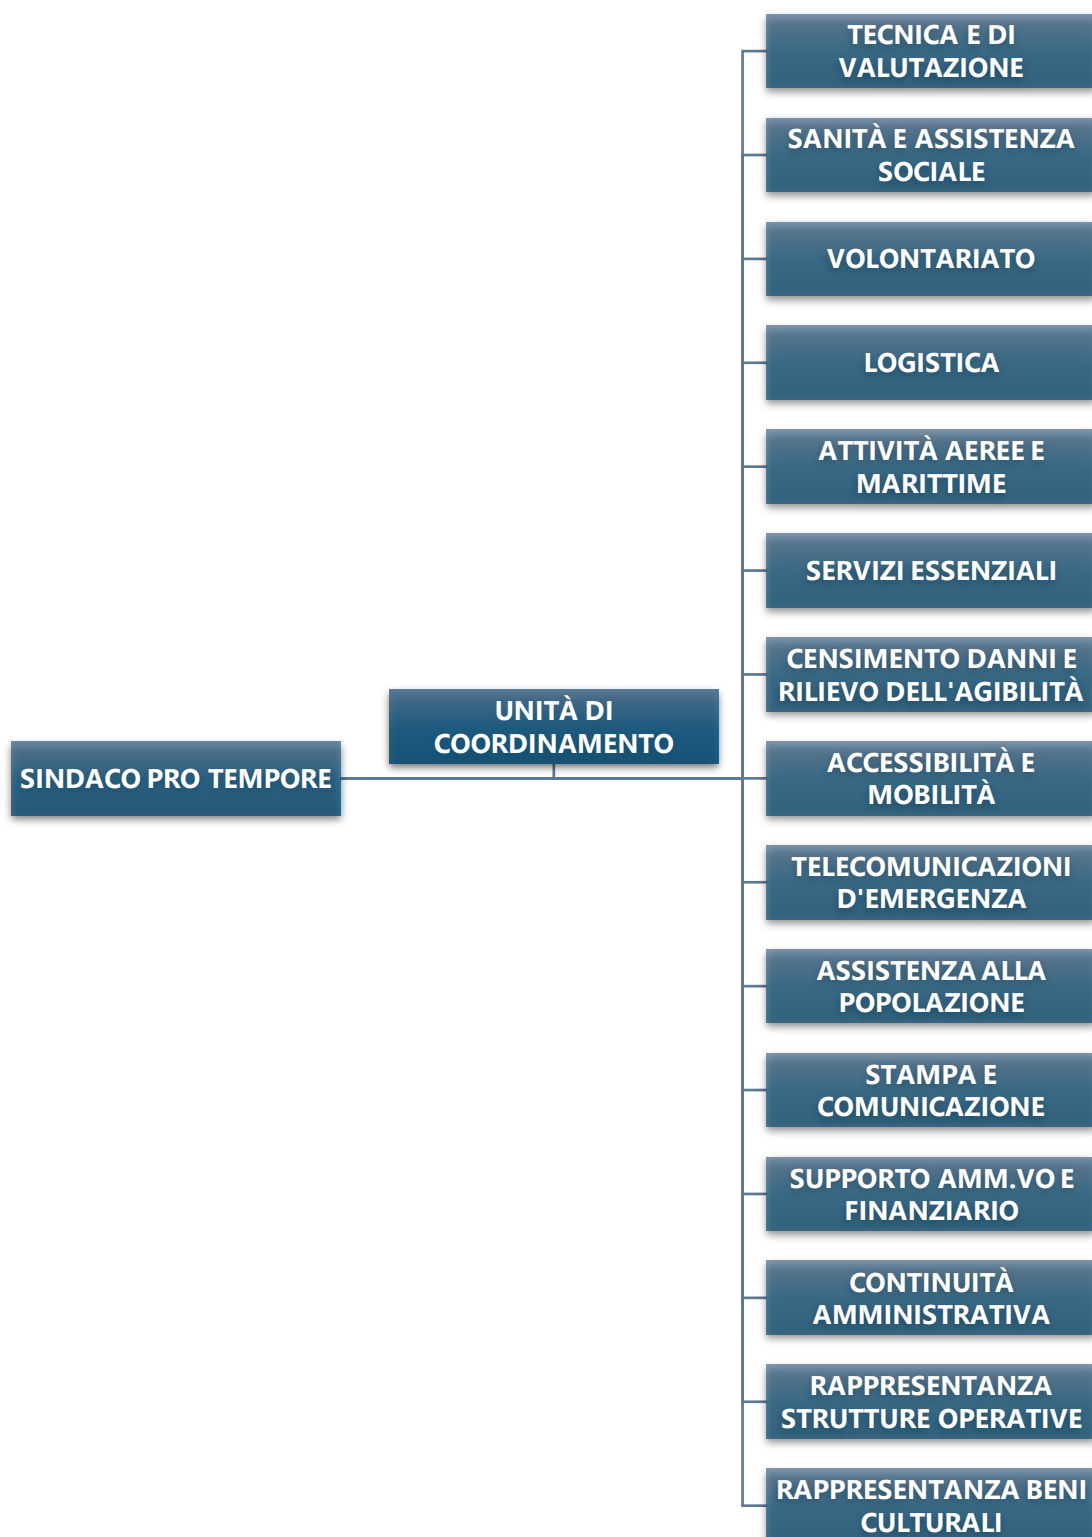 SINDACO PRO TEMPORE
UNITÀ DI
COORDINAMENTO
TECNICA E DI
VALUTAZIONE
SANITÀ E ASSISTENZA
SOCIALE
VOLONTARIATO
LOGISTICA
ATTIVITÀ AEREE E
MARITTIME
SERVIZI ESSENZIALI
CENSIMENTO DANNI E
RILIEVO DELL'AGIBILITÀ
ACCESSIBILITÀ E
MOBILITÀ
TELECOMUNICAZIONI
D'EMERGENZA
ASSISTENZA ALLA
POPOLAZIONE
STAMPA E
COMUNICAZIONE
SUPPORTO AMM.VO E
FINANZIARIO
CONTINUITÀ
AMMINISTRATIVA
RAPPRESENTANZA
STRUTTURE OPERATIVE
RAPPRESENTANZA BENI
CULTURALI